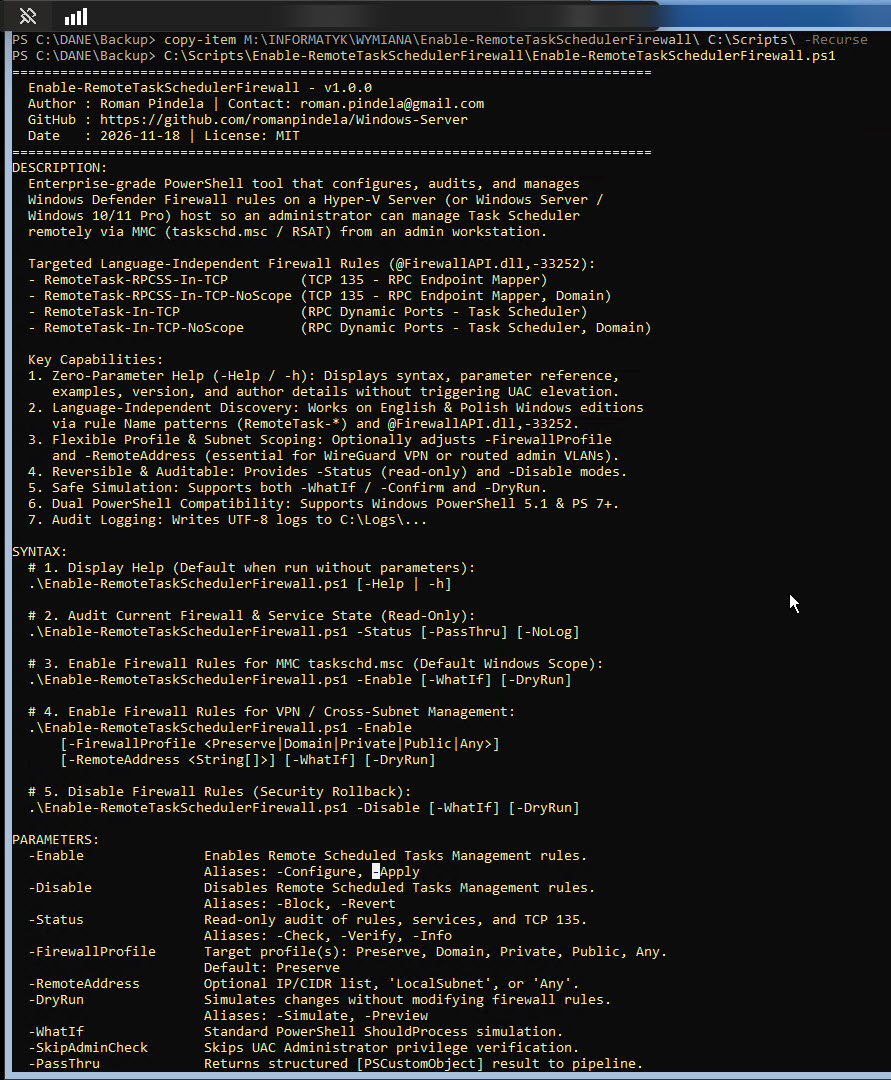 PS C:\DANE\Backup> copy-item M:\INFORMATYK\WYMIANA\Enable-RemoteTaskSchedulerFirewall\ C:\Scripts\ -Recurse
PS C:\DANE\Backup> C:\Scripts\Enable-RemoteTaskSchedulerFirewall\Enable-RemoteTaskSchedulerFirewall.ps1
================================================================================
Enable-RemoteTaskSchedulerFirewall - v1.0.0
Author : Roman Pindela | Contact: roman.pindela@gmail.com
GitHub : https://github.com/romanpindela/Windows-Server
Date   : 2026-11-18 | License: MIT
================================================================================
DESCRIPTION:
Enterprise-grade PowerShell tool that configures, audits, and manages
Windows Defender Firewall rules on a Hyper-V Server (or Windows Server /
Windows 10/11 Pro) host so an administrator can manage Task Scheduler
remotely via MMC (taskschd.msc / RSAT) from an admin workstation.
Targeted Language-Independent Firewall Rules (@FirewallAPI.dll,-33252):
- RemoteTask-RPCSS-In-TCP         (TCP 135 - RPC Endpoint Mapper)
- RemoteTask-RPCSS-In-TCP-NoScope (TCP 135 - RPC Endpoint Mapper, Domain)
- RemoteTask-In-TCP               (RPC Dynamic Ports - Task Scheduler)
- RemoteTask-In-TCP-NoScope       (RPC Dynamic Ports - Task Scheduler, Domain)
Key Capabilities:
1. Zero-Parameter Help (-Help / -h): Displays syntax, parameter reference,
examples, version, and author details without triggering UAC elevation.
2. Language-Independent Discovery: Works on English & Polish Windows editions
via rule Name patterns (RemoteTask-*) and @FirewallAPI.dll,-33252.
3. Flexible Profile & Subnet Scoping: Optionally adjusts -FirewallProfile
and -RemoteAddress (essential for WireGuard VPN or routed admin VLANs).
4. Reversible & Auditable: Provides -Status (read-only) and -Disable modes.
5. Safe Simulation: Supports both -WhatIf / -Confirm and -DryRun.
6. Dual PowerShell Compatibility: Supports Windows PowerShell 5.1 & PS 7+.
7. Audit Logging: Writes UTF-8 logs to C:\Logs\...
SYNTAX:
# 1. Display Help (Default when run without parameters):
.\Enable-RemoteTaskSchedulerFirewall.ps1 [-Help | -h]
# 2. Audit Current Firewall & Service State (Read-Only):
.\Enable-RemoteTaskSchedulerFirewall.ps1 -Status [-PassThru] [-NoLog]
# 3. Enable Firewall Rules for MMC taskschd.msc (Default Windows Scope):
.\Enable-RemoteTaskSchedulerFirewall.ps1 -Enable [-WhatIf] [-DryRun]
# 4. Enable Firewall Rules for VPN / Cross-Subnet Management:
.\Enable-RemoteTaskSchedulerFirewall.ps1 -Enable
[-FirewallProfile <Preserve|Domain|Private|Public|Any>]
[-RemoteAddress <String[]>] [-WhatIf] [-DryRun]
# 5. Disable Firewall Rules (Security Rollback):
.\Enable-RemoteTaskSchedulerFirewall.ps1 -Disable [-WhatIf] [-DryRun]
PARAMETERS:
-Enable               Enables Remote Scheduled Tasks Management rules.
Aliases: -Configure, -Apply
-Disable              Disables Remote Scheduled Tasks Management rules.
Aliases: -Block, -Revert
-Status               Read-only audit of rules, services, and TCP 135.
Aliases: -Check, -Verify, -Info
-FirewallProfile      Target profile(s): Preserve, Domain, Private, Public, Any.
Default: Preserve
-RemoteAddress        Optional IP/CIDR list, 'LocalSubnet', or 'Any'.
-DryRun               Simulates changes without modifying firewall rules.
Aliases: -Simulate, -Preview
-WhatIf               Standard PowerShell ShouldProcess simulation.
-SkipAdminCheck       Skips UAC Administrator privilege verification.
-PassThru             Returns structured [PSCustomObject] result to pipeline.